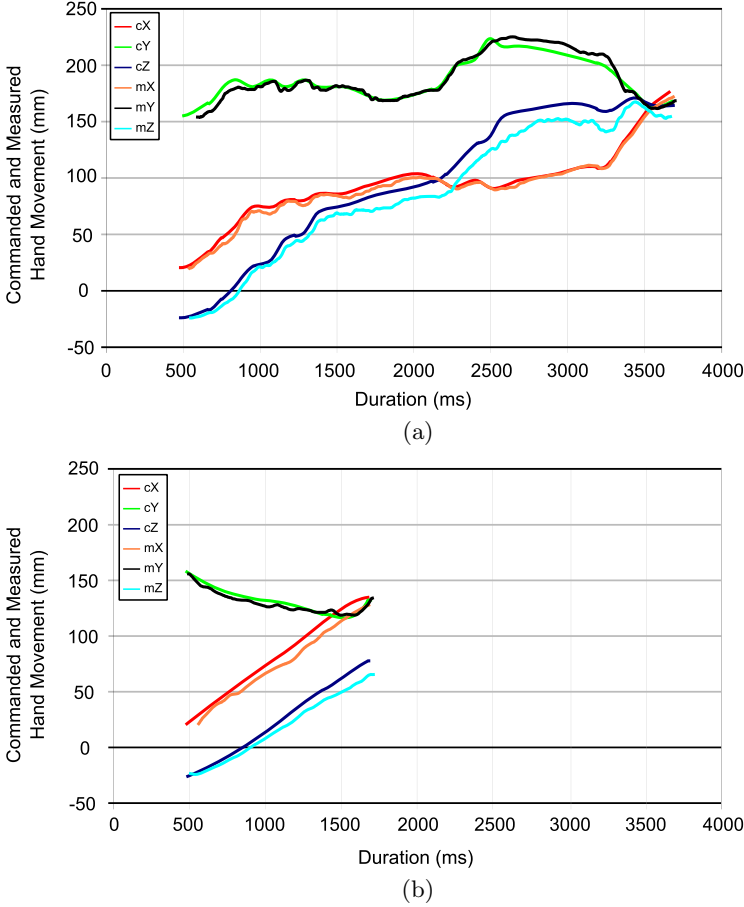 250
200
150
100
50
0
-50
cX
cY
cZ
mX
mY
mZ
Commanded and Measured
Hand Movement (mm)
0 500 1000 1500 2000 2500 3000 3500 4000
Duration (ms)
(a)
250
200
150
100
50
0
-50
cX
cY
cZ
mX
mY
mZ
Commanded and Measured
Hand Movement (mm)
0 500 1000 1500 2000 2500 3000 3500 4000
Duration (ms)
(b)